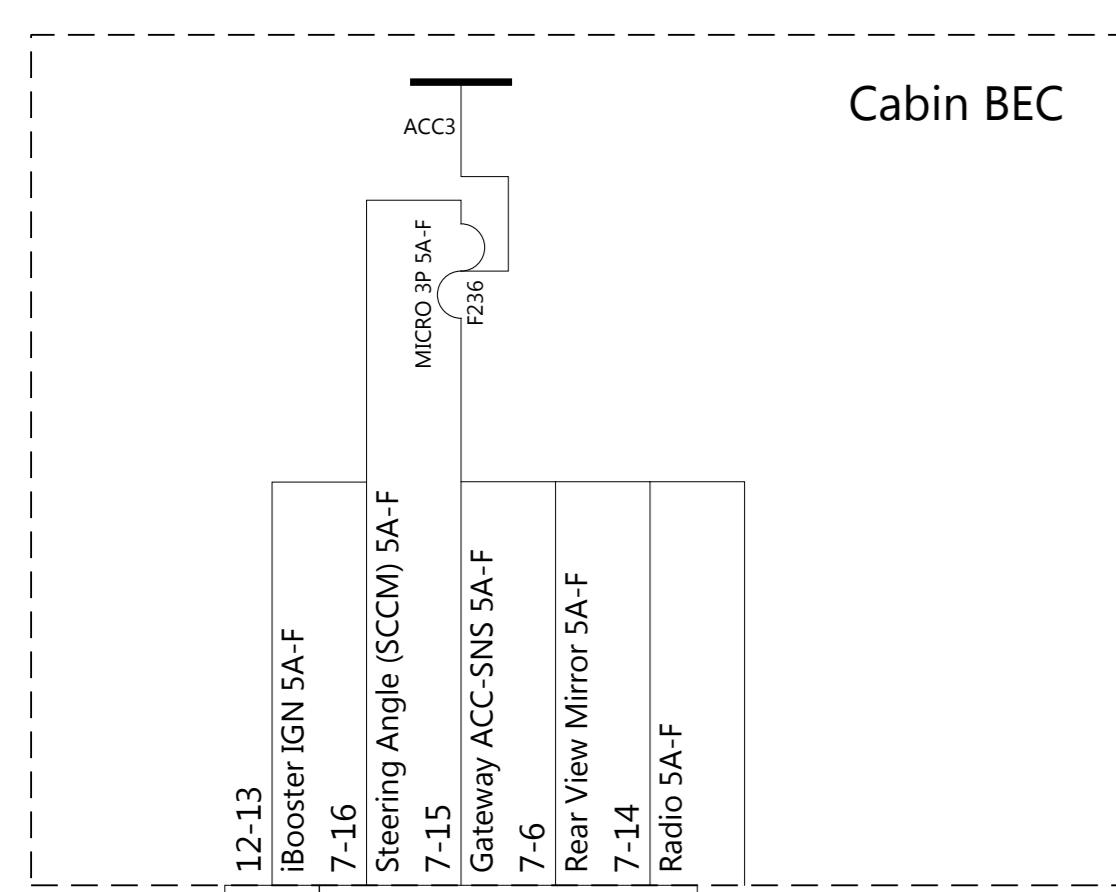 Cabin BEC
ACC3
MICRO 3P 5A-F
F236
12-13
iBooster IGN 5A-F
7-16
Steering Angle (SCCM) 5A-F
7-15
Gateway ACC-SNS 5A-F
7-6
Rear View Mirror 5A-F
7-14
Radio 5A-F